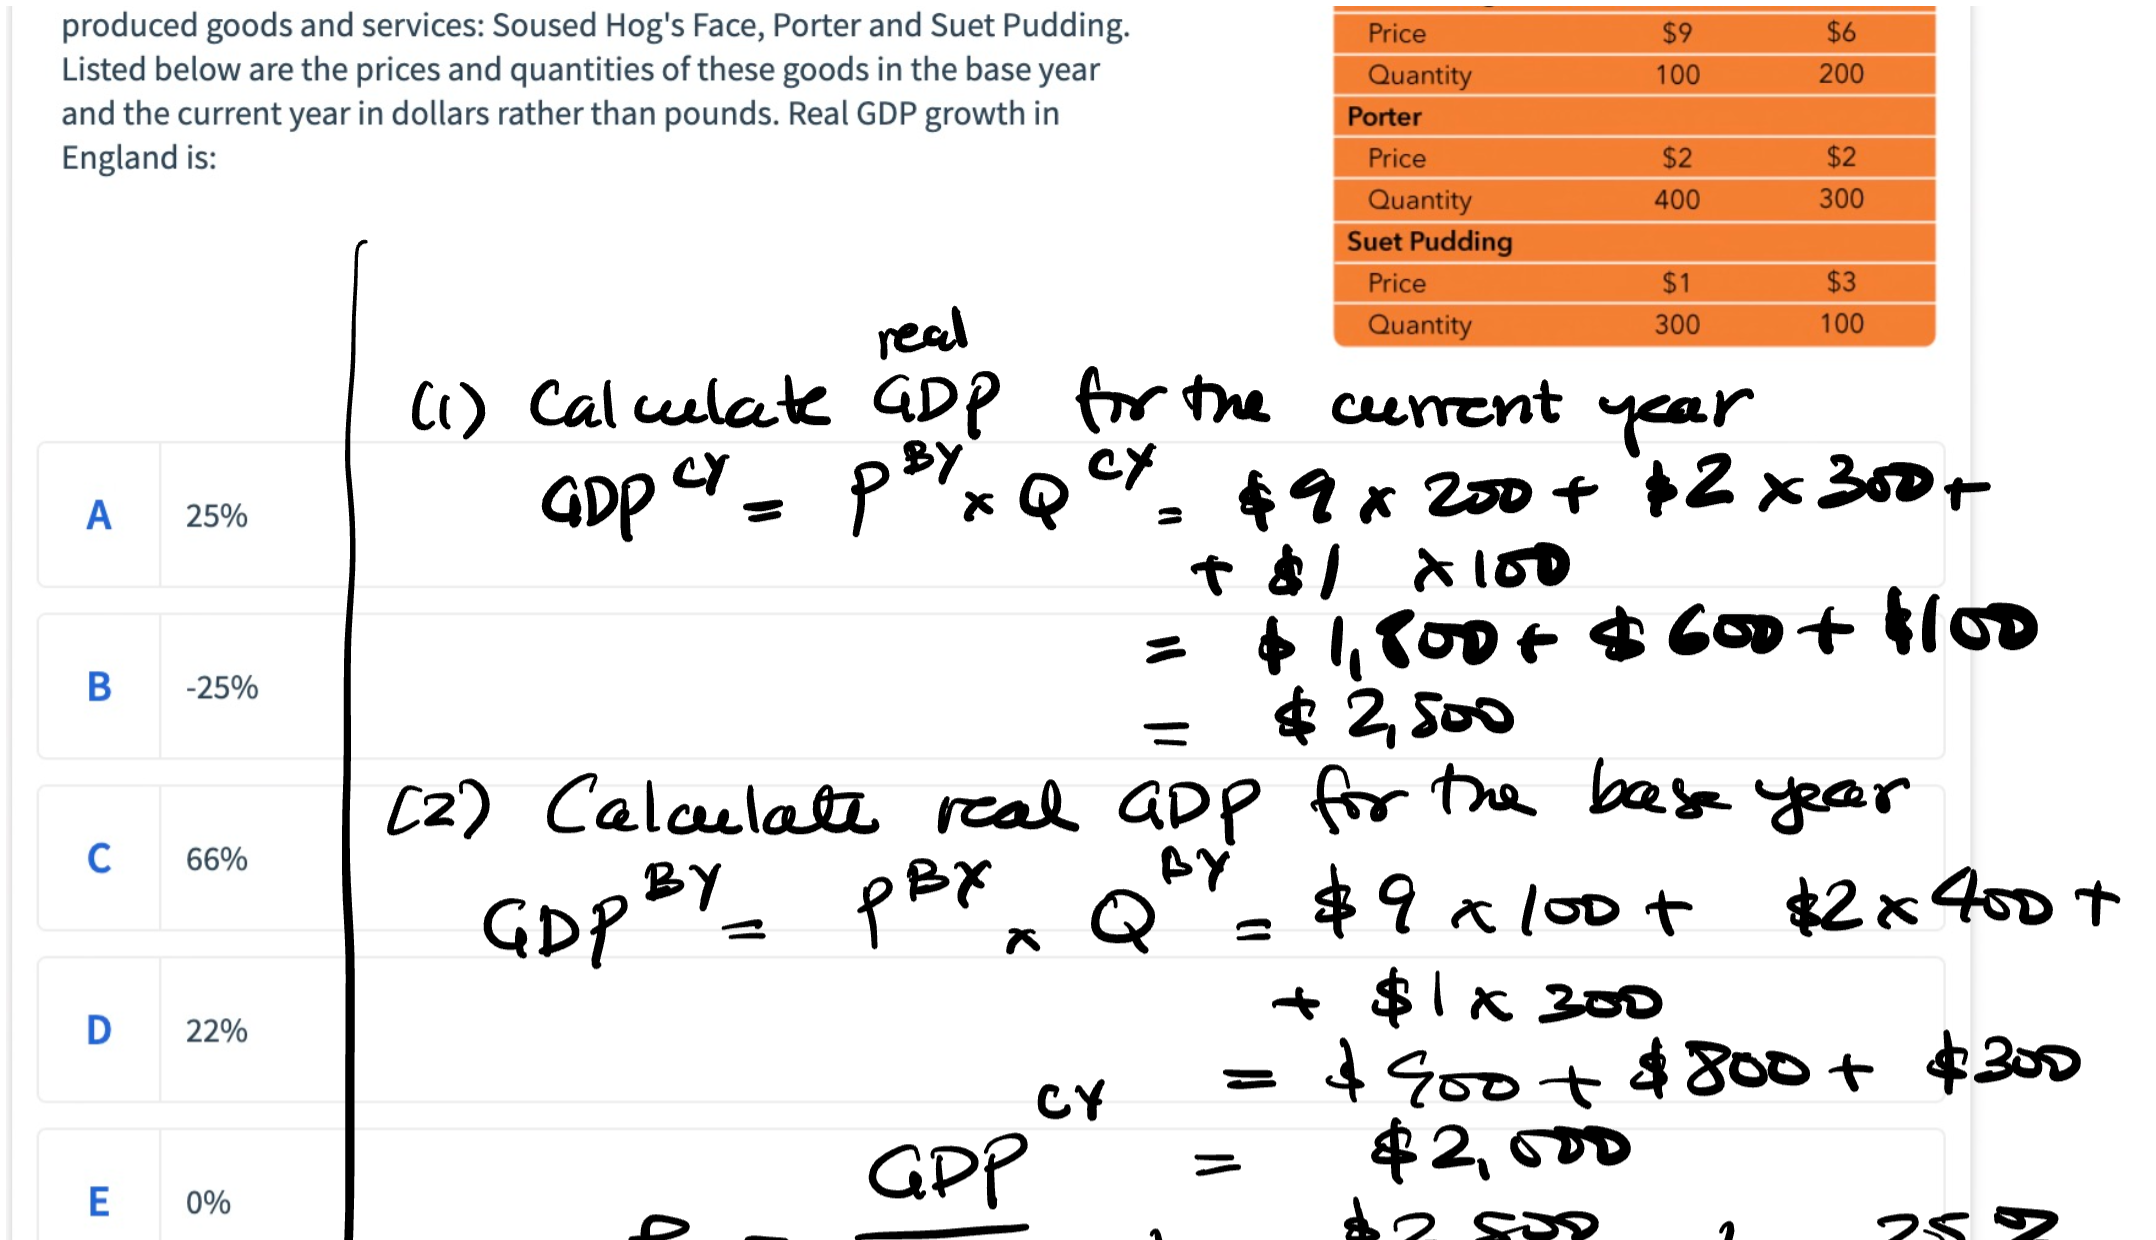 produced goods and services: Soused Hog's Face, Porter and Suet Pudding.
Listed below are the prices and quantities of these goods in the base year
and the current year in dollars rather than pounds. Real GDP growth in
England is:
Price $9 $6
Quantity 100 200
Porter
Price $2 $2
Quantity 400 300
Suet Pudding
Price $1 $3
Quantity 300 100
real
(1) Calculate GDP for the current year
GDP^CY = P^BY x Q^CY = $9 x 200 + $2 x 300 +
+ $1 x 100
= $1,800 + $600 + $100
= $2,500
(2) Calculate real GDP for the base year
GDP^BY = P^BY x Q^BY = $9 x 100 + $2 x 400 +
+ $1 x 300
= $900 + $800 + $300
GDP^CY = $2,000
A 25%
B -25%
C 66%
D 22%
E 0%